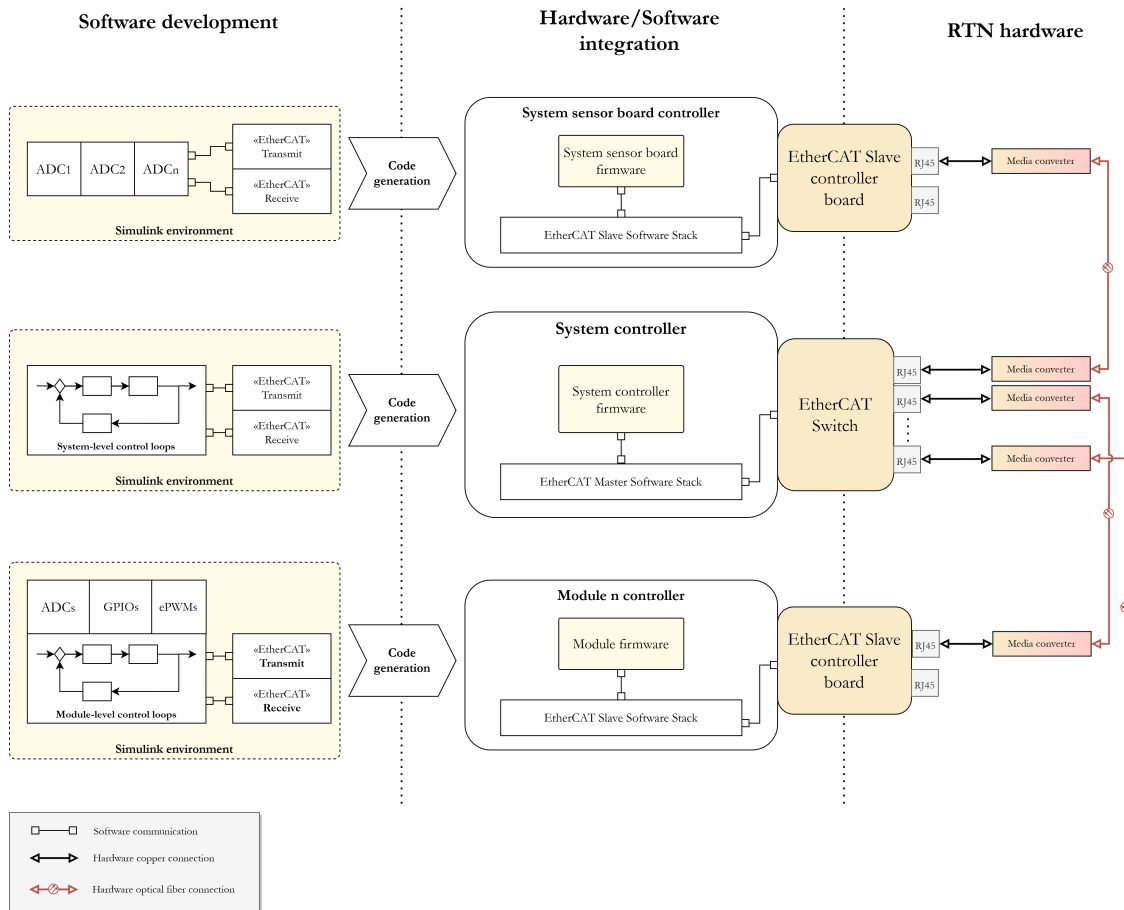 Software development
Hardware/Software
integration
RTN hardware
ADC1
ADC2
ADCn
«EtherCAT»
Transmit
«EtherCAT»
Receive
Simulink environment
Code
generation
System sensor board controller
System sensor board
firmware
EtherCAT Slave Software Stack
EtherCAT Slave
controller
board
RJ45
RJ45
Media converter
System-level control loops
«EtherCAT»
Transmit
«EtherCAT»
Receive
Simulink environment
Code
generation
System controller
System controller
firmware
EtherCAT Master Software Stack
EtherCAT
Switch
RJ45
RJ45
RJ45
Media converter
Media converter
Media converter
ADCs
GPIOs
ePWMs
Module-level control loops
«EtherCAT»
Transmit
«EtherCAT»
Receive
Simulink environment
Code
generation
Module n controller
Module firmware
EtherCAT Slave Software Stack
EtherCAT Slave
controller
board
RJ45
RJ45
Media converter
Software communication
Hardware copper connection
Hardware optical fiber connection